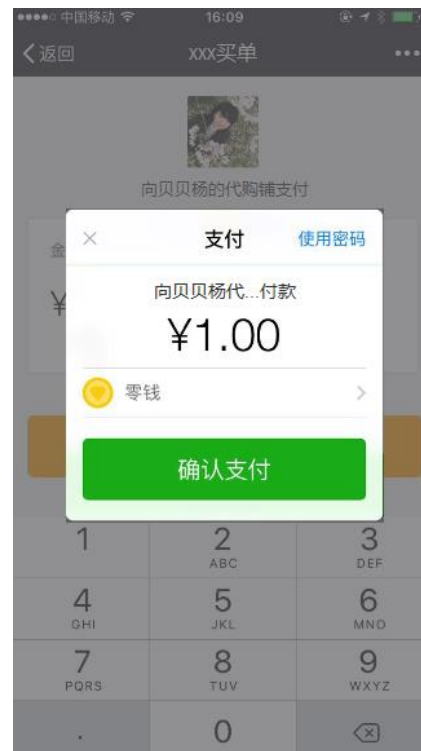 中国移动 16:09
返回 xxx买单
向贝贝杨的代购铺支付
金
¥
× 支付 使用密码
向贝贝杨代...付款
¥1.00
零钱
确认支付
1 2 3
ABC DEF
4 5 6
GHI JKL MNO
7 8 9
PQRS TUV WXYZ
. 0